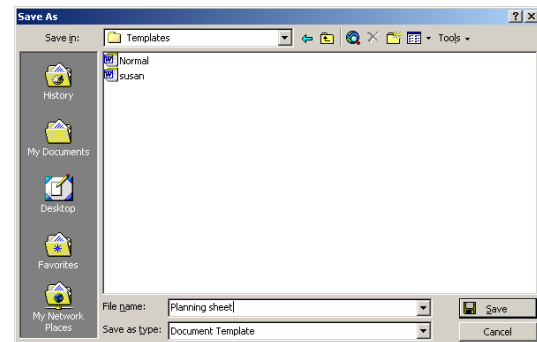 Save As
Save in:
Templates
Tools
Normal
susan
History
My Documents
Desktop
Favorites
My Network
Places
File name:
Planning sheet
Save
Save as type:
Document Template
Cancel